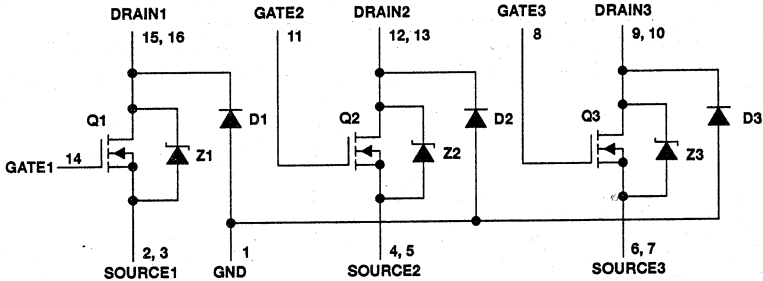 DRAIN1
GATE2
DRAIN2
GATE3
DRAIN3
15, 16
11
12, 13
8
9, 10
Q1
D1
Q2
D2
Q3
D3
GATE1
14
Z1
Z2
Z3
2, 3
1
4, 5
6, 7
SOURCE1
GND
SOURCE2
SOURCE3